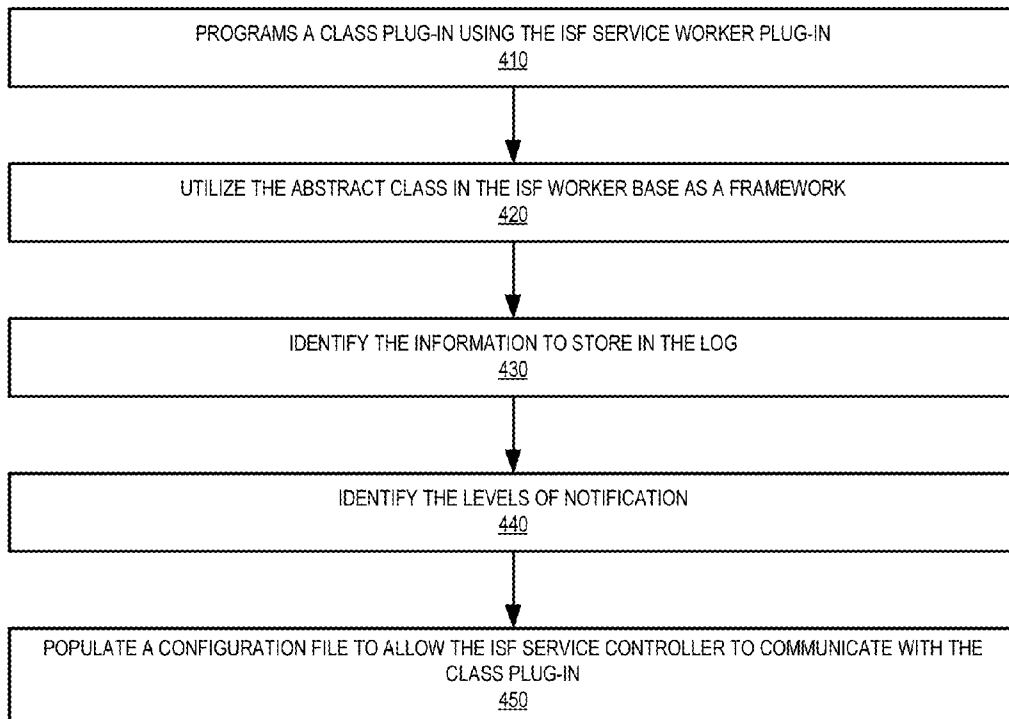 PROGRAMS A CLASS PLUG-IN USING THE ISF SERVICE WORKER PLUG-IN
410
UTILIZE THE ABSTRACT CLASS IN THE ISF WORKER BASE AS A FRAMEWORK
420
IDENTIFY THE INFORMATION TO STORE IN THE LOG
430
IDENTIFY THE LEVELS OF NOTIFICATION
440
POPULATE A CONFIGURATION FILE TO ALLOW THE ISF SERVICE CONTROLLER TO COMMUNICATE WITH THE
CLASS PLUG-IN
450